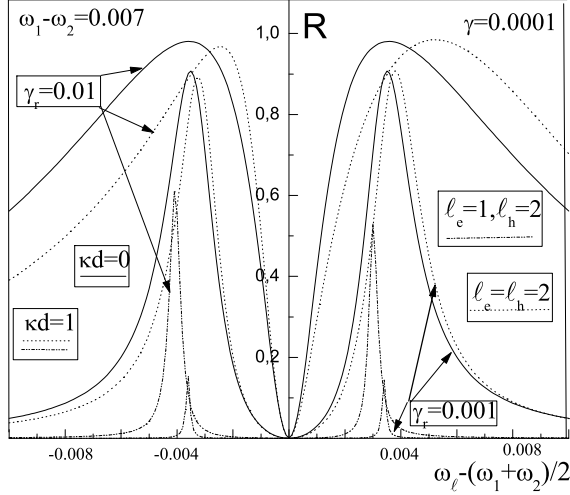 ω₁-ω₂=0.007
R
γ=0.0001
1,0
γᵣ=0.01
0,8
0,6
ℓₑ=1,ℓₕ=2
κd=0
0,4
ℓₑ=ℓₕ=2
κd=1
0,2
γᵣ=0.001
-0.008
-0.004
0.004
0.008
ω_ℓ-(ω₁+ω₂)/2